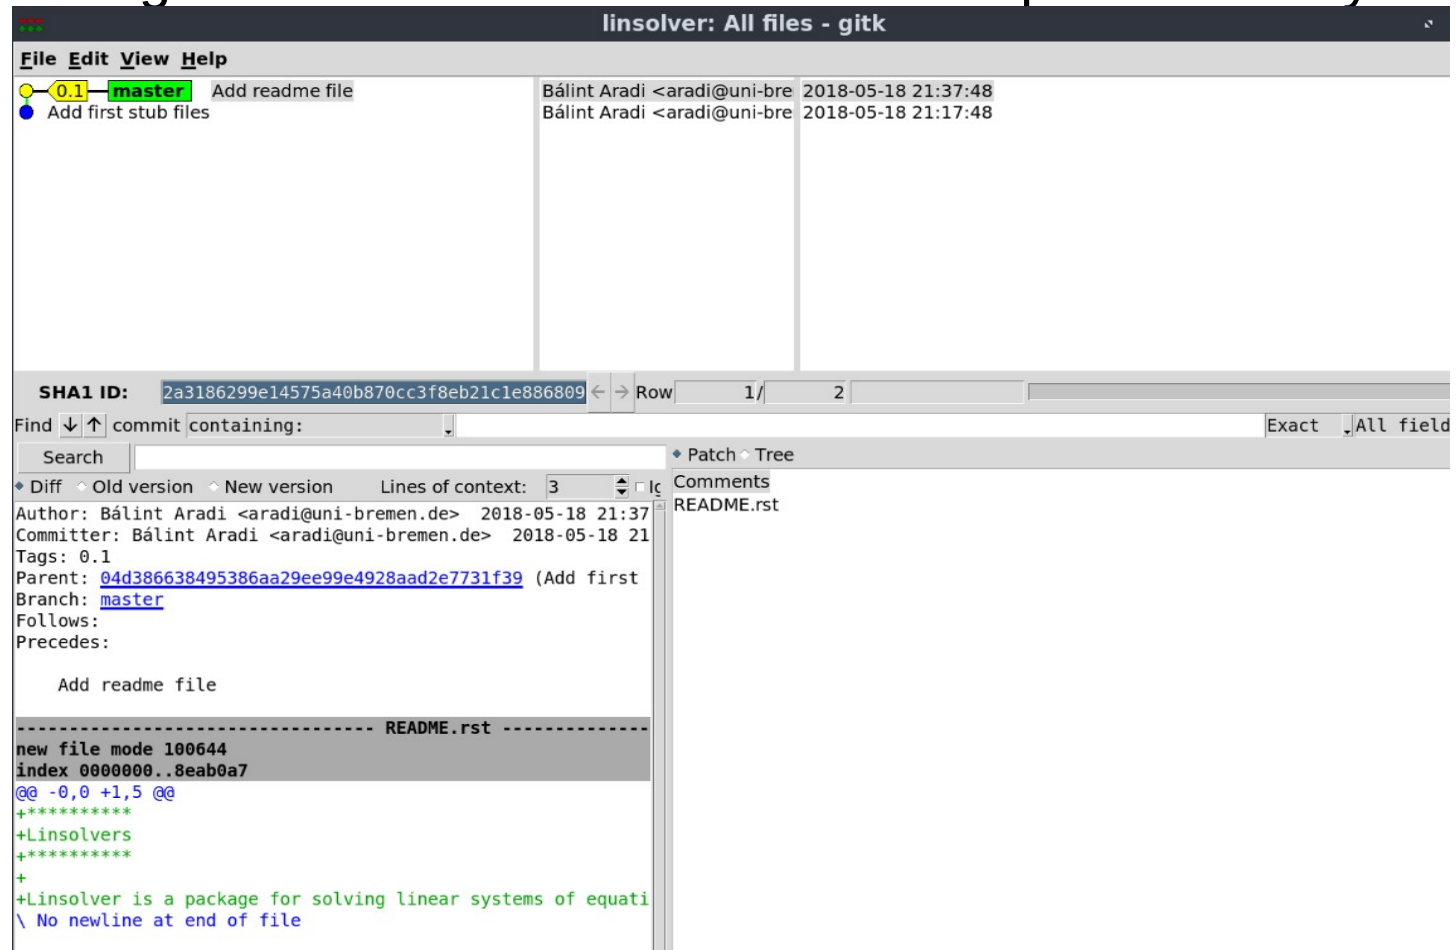 linsolver: All files - gitk
File Edit View Help
0.1 master Add readme file Bálint Aradi <aradi@uni-bre 2018-05-18 21:37:48
Add first stub files Bálint Aradi <aradi@uni-bre 2018-05-18 21:17:48
SHA1 ID: 2a3186299e14575a40b870cc3f8eb21c1e886809 ← → Row 1/ 2
Find ↓ ↑ commit containing: Exact All field
Search
Patch Tree
Diff Old version New version Lines of context: 3 Ig
Comments
README.rst
Author: Bálint Aradi <aradi@uni-bremen.de> 2018-05-18 21:37
Committer: Bálint Aradi <aradi@uni-bremen.de> 2018-05-18 21
Tags: 0.1
Parent: 04d386638495386aa29ee99e4928aad2e7731f39 (Add first
Branch: master
Follows:
Precedes:
Add readme file
---------------------------------- README.rst --------------
new file mode 100644
index 0000000..8eab0a7
@@ -0,0 +1,5 @@
+**********
+Linsolvers
+**********
+
+Linsolver is a package for solving linear systems of equati
\ No newline at end of file